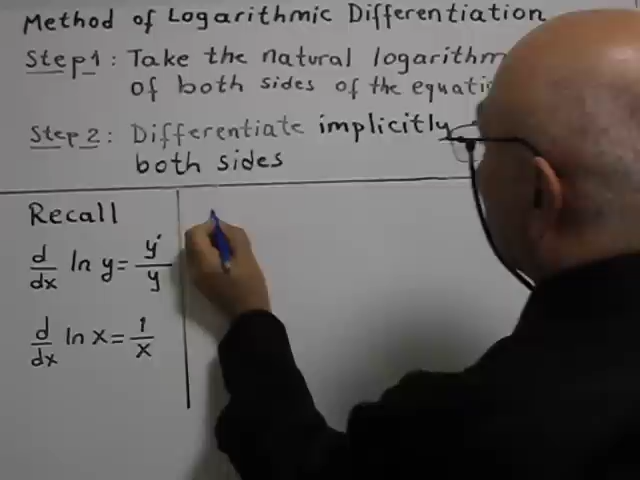 Method of Logarithmic Differentiation
Step 1: Take the natural logarithm
of both sides of the
Step 2: Differentiate implicitly
both sides
Recall
d/dx ln y = y'/y
d/dx ln x = 1/x